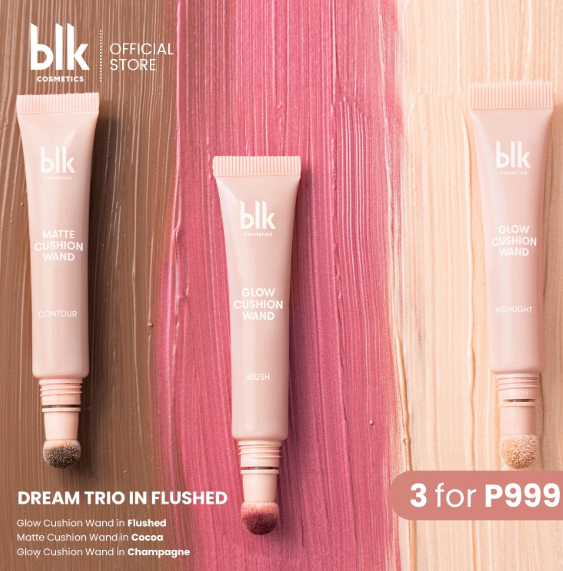 blk
COSMETICS
OFFICIAL
STORE
blk
COSMETICS
MATTE
CUSHION
WAND
CONTOUR
blk
COSMETICS
GLOW
CUSHION
WAND
BLUSH
blk
COSMETICS
GLOW
CUSHION
WAND
HIGHLIGHT
DREAM TRIO IN FLUSHED
Glow Cushion Wand in Flushed
Matte Cushion Wand in Cocoa
Glow Cushion Wand in Champagne
3 for P999